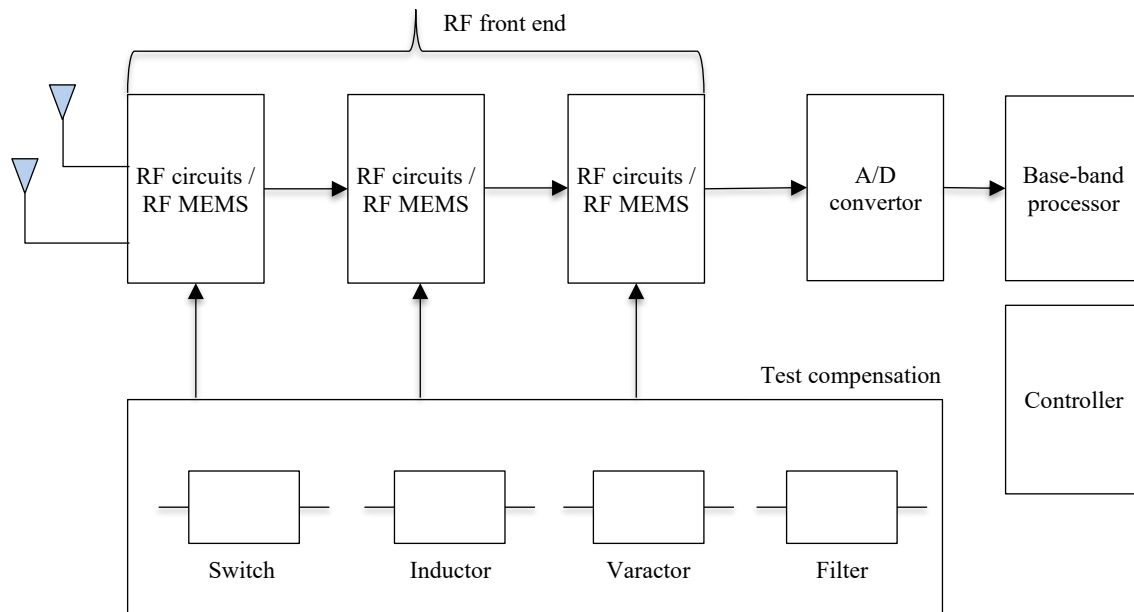 RF front end
RF circuits /
RF MEMS
RF circuits /
RF MEMS
RF circuits /
RF MEMS
A/D
convertor
Base-band
processor
Test compensation
Controller
Switch
Inductor
Varactor
Filter